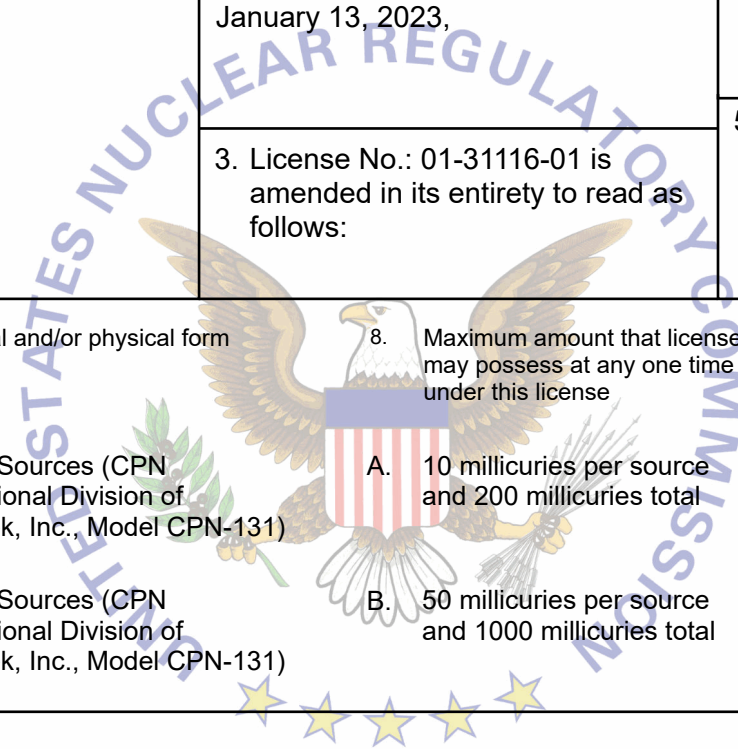 January 13, 2023,
3. License No.: 01-31116-01 is
amended in its entirety to read as
follows:
and/or physical form
8. Maximum amount that license
may possess at any one time
under this license
Sources (CPN
ional Division of
k, Inc., Model CPN-131)
A. 10 millicuries per source
and 200 millicuries total
Sources (CPN
ional Division of
k, Inc., Model CPN-131)
B. 50 millicuries per source
and 1000 millicuries total
UNITED STATES NUCLEAR REGULATORY COMMISSION